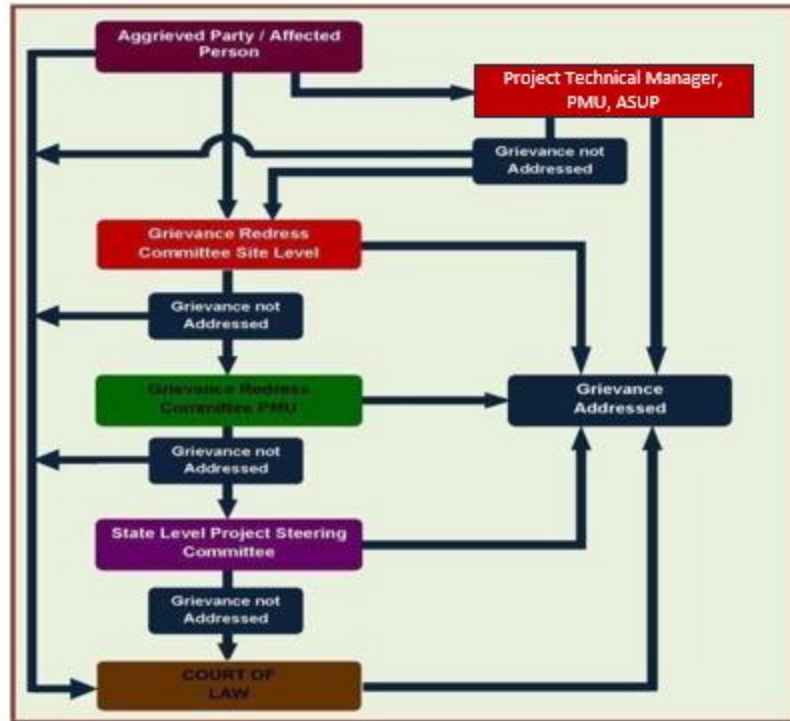 Aggrieved Party / Affected
Person
Project Technical Manager,
PMU, ASUP
Grievance not
Addressed
Grievance Redress
Committee Site Level
Grievance not
Addressed
Grievance Redress
Committee PMU
Grievance
Addressed
Grievance not
Addressed
State Level Project Steering
Committee
Grievance not
Addressed
COURT OF
LAW